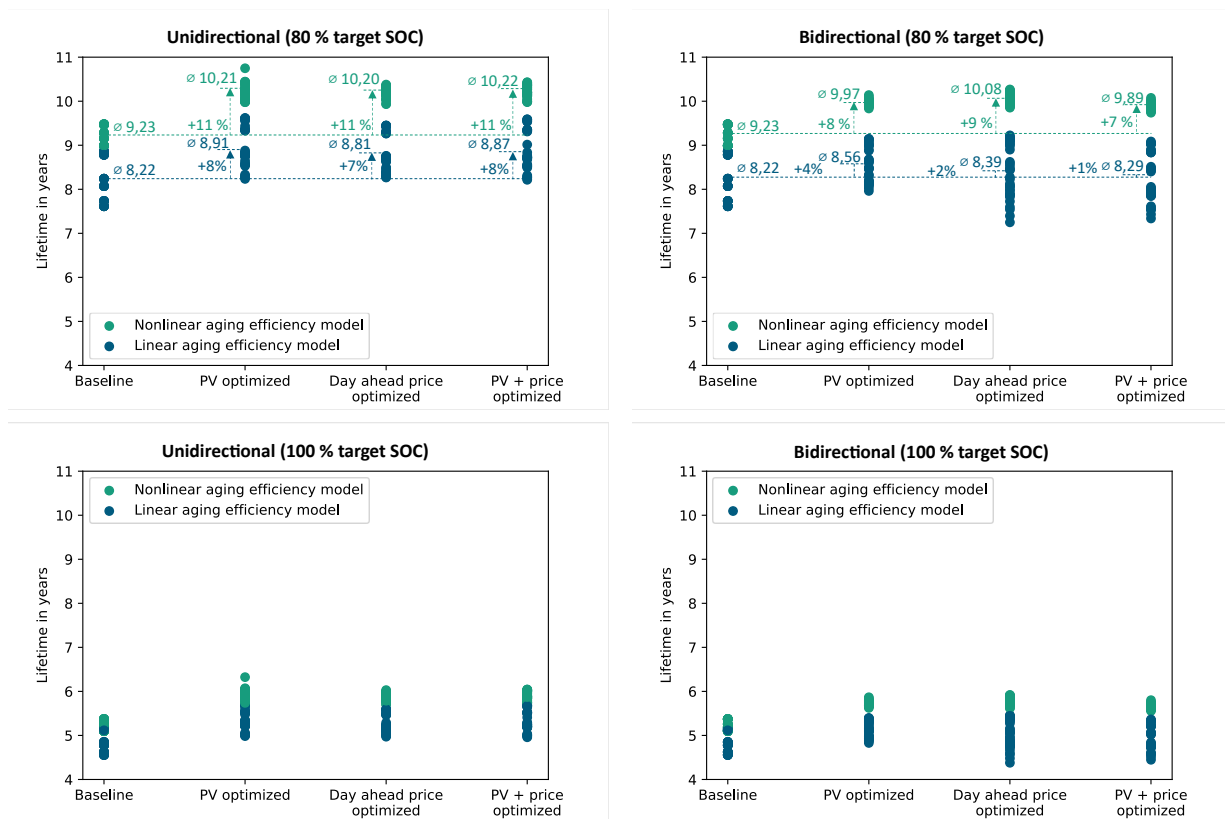 Unidirectional (80 % target SOC)
11
10
9
8
7
6
5
4
Lifetime in years
⌀ 9,23
⌀ 8,22
⌀ 10,21
+11 %
⌀ 8,91
+8%
⌀ 10,20
+11 %
⌀ 8,81
+7%
⌀ 10,22
+11 %
⌀ 8,87
+8%
Nonlinear aging efficiency model
Linear aging efficiency model
Baseline
PV optimized
Day ahead price
optimized
PV + price
optimized
Bidirectional (80 % target SOC)
11
10
9
8
7
6
5
4
Lifetime in years
⌀ 9,23
⌀ 8,22
⌀ 9,97
+8 %
⌀ 8,56
+4%
⌀ 10,08
+9 %
⌀ 8,39
+2%
⌀ 9,89
+7 %
+1%
⌀ 8,29
Nonlinear aging efficiency model
Linear aging efficiency model
Baseline
PV optimized
Day ahead price
optimized
PV + price
optimized
Unidirectional (100 % target SOC)
11
10
9
8
7
6
5
4
Lifetime in years
Nonlinear aging efficiency model
Linear aging efficiency model
Baseline
PV optimized
Day ahead price
optimized
PV + price
optimized
Bidirectional (100 % target SOC)
11
10
9
8
7
6
5
4
Lifetime in years
Nonlinear aging efficiency model
Linear aging efficiency model
Baseline
PV optimized
Day ahead price
optimized
PV + price
optimized